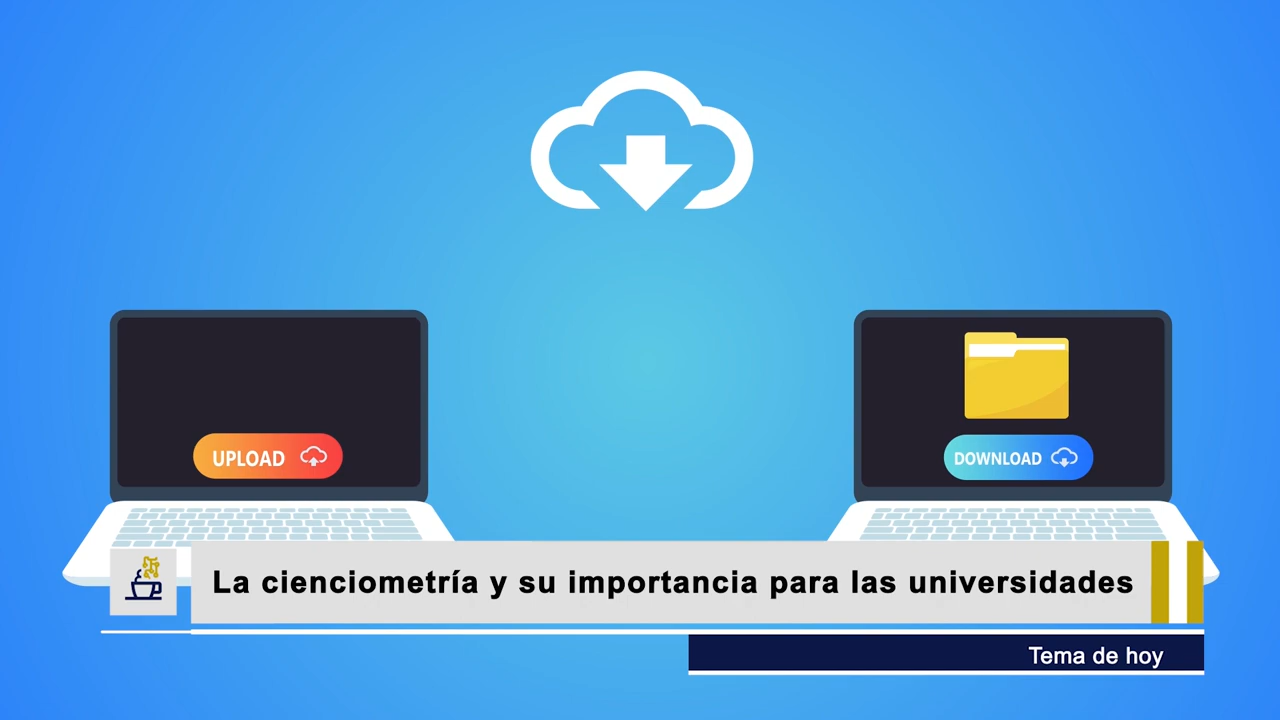 UPLOAD
DOWNLOAD
La cienciometría y su importancia para las universidades
Tema de hoy